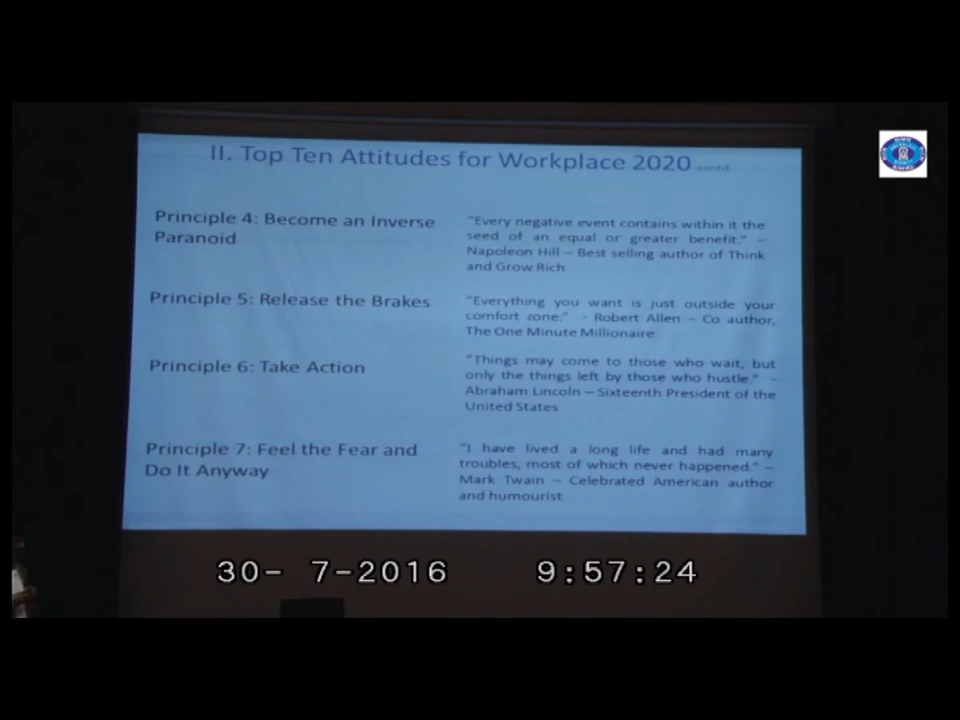 II. Top Ten Attitudes for Workplace 2020 contd
Principle 4: Become an Inverse
Paranoid
"Every negative event contains within it the
seed of an equal or greater benefit." –
Napoleon Hill – Best selling author of Think
and Grow Rich
Principle 5: Release the Brakes
"Everything you want is just outside your
comfort zone." - Robert Allen – Co author,
The One Minute Millionaire
Principle 6: Take Action
"Things may come to those who wait, but
only the things left by those who hustle." -
Abraham Lincoln – Sixteenth President of the
United States
Principle 7: Feel the Fear and
Do It Anyway
"I have lived a long life and had many
troubles, most of which never happened." –
Mark Twain – Celebrated American author
and humourist
30- 7-2016 9:57:24